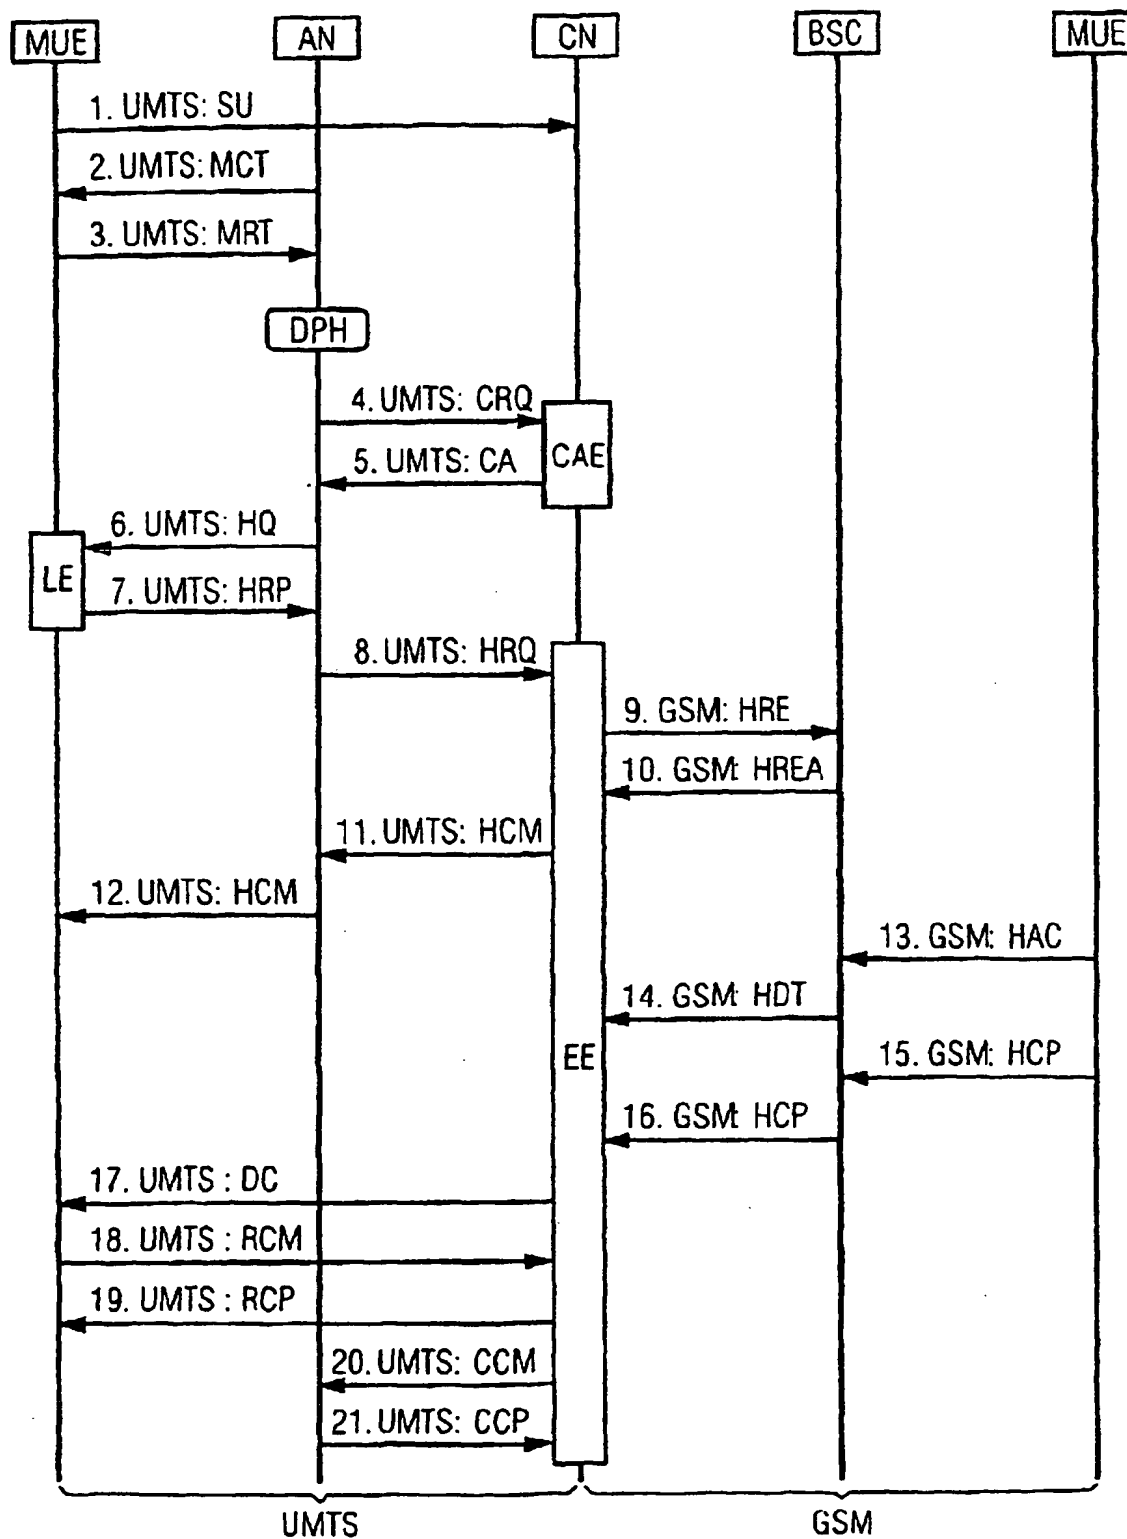 MUE AN CN BSC MUE
1. UMTS: SU
2. UMTS: MCT
3. UMTS: MRT
DPH
4. UMTS: CRQ
CAE
5. UMTS: CA
6. UMTS: HQ
LE
7. UMTS: HRP
8. UMTS: HRQ
9. GSM: HRE
10. GSM: HREA
11. UMTS: HCM
12. UMTS: HCM
13. GSM: HAC
14. GSM: HDT
EE
15. GSM: HCP
16. GSM: HCP
17. UMTS : DC
18. UMTS : RCM
19. UMTS : RCP
20. UMTS: CCM
21. UMTS: CCP
UMTS GSM